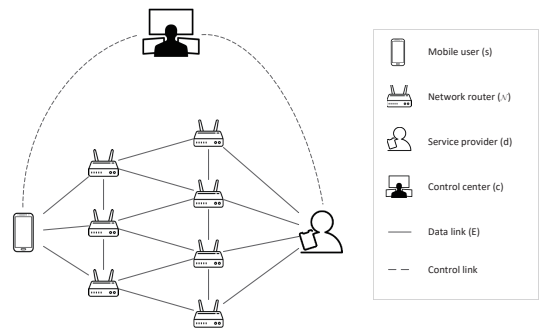 Mobile user (s)
Network router (𝒩)
Service provider (d)
Control center (c)
Data link (E)
Control link